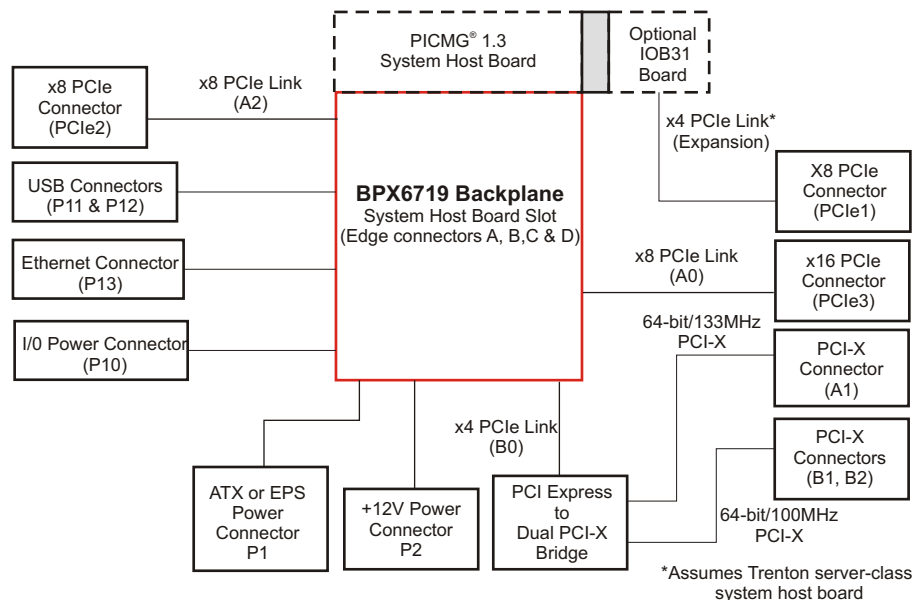 PICMG® 1.3
System Host Board
Optional
IOB31
Board
x8 PCIe
Connector
(PCIe2)
x8 PCIe Link
(A2)
x4 PCIe Link*
(Expansion)
USB Connectors
(P11 & P12)
BPX6719 Backplane
System Host Board Slot
(Edge connectors A, B,C & D)
X8 PCIe
Connector
(PCIe1)
Ethernet Connector
(P13)
x8 PCIe Link
(A0)
x16 PCIe
Connector
(PCIe3)
I/0 Power Connector
(P10)
64-bit/133MHz
PCI-X
PCI-X
Connector
(A1)
x4 PCIe Link
(B0)
PCI-X
Connectors
(B1, B2)
ATX or EPS
Power
Connector
P1
+12V Power
Connector
P2
PCI Express
to
Dual PCI-X
Bridge
64-bit/100MHz
PCI-X
*Assumes Trenton server-class
system host board